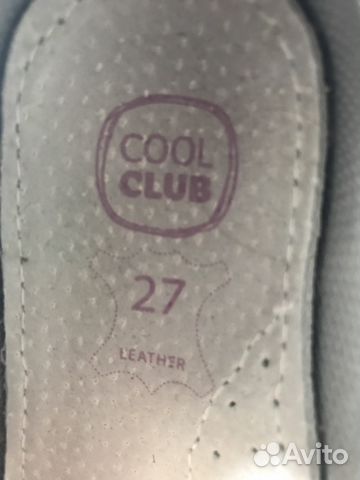 COOL
CLUB
27
LEATHER
Avito